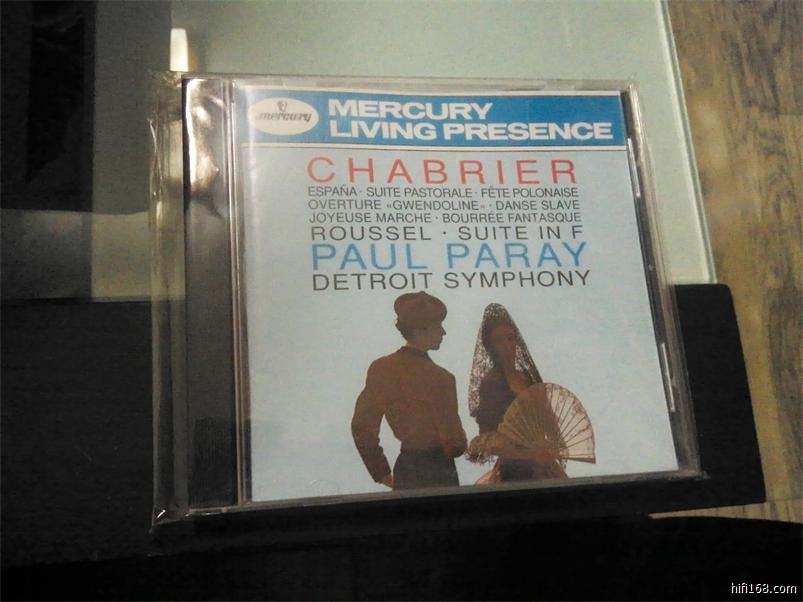 mercury
MERCURY
LIVING PRESENCE
CHABRIER
ESPAÑA · SUITE PASTORALE · FÊTE POLONAISE
OVERTURE «GWENDOLINE» · DANSE SLAVE
JOYEUSE MARCHE · BOURRÉE FANTASQUE
ROUSSEL · SUITE IN F
PAUL PARAY
DETROIT SYMPHONY
hifi168.com